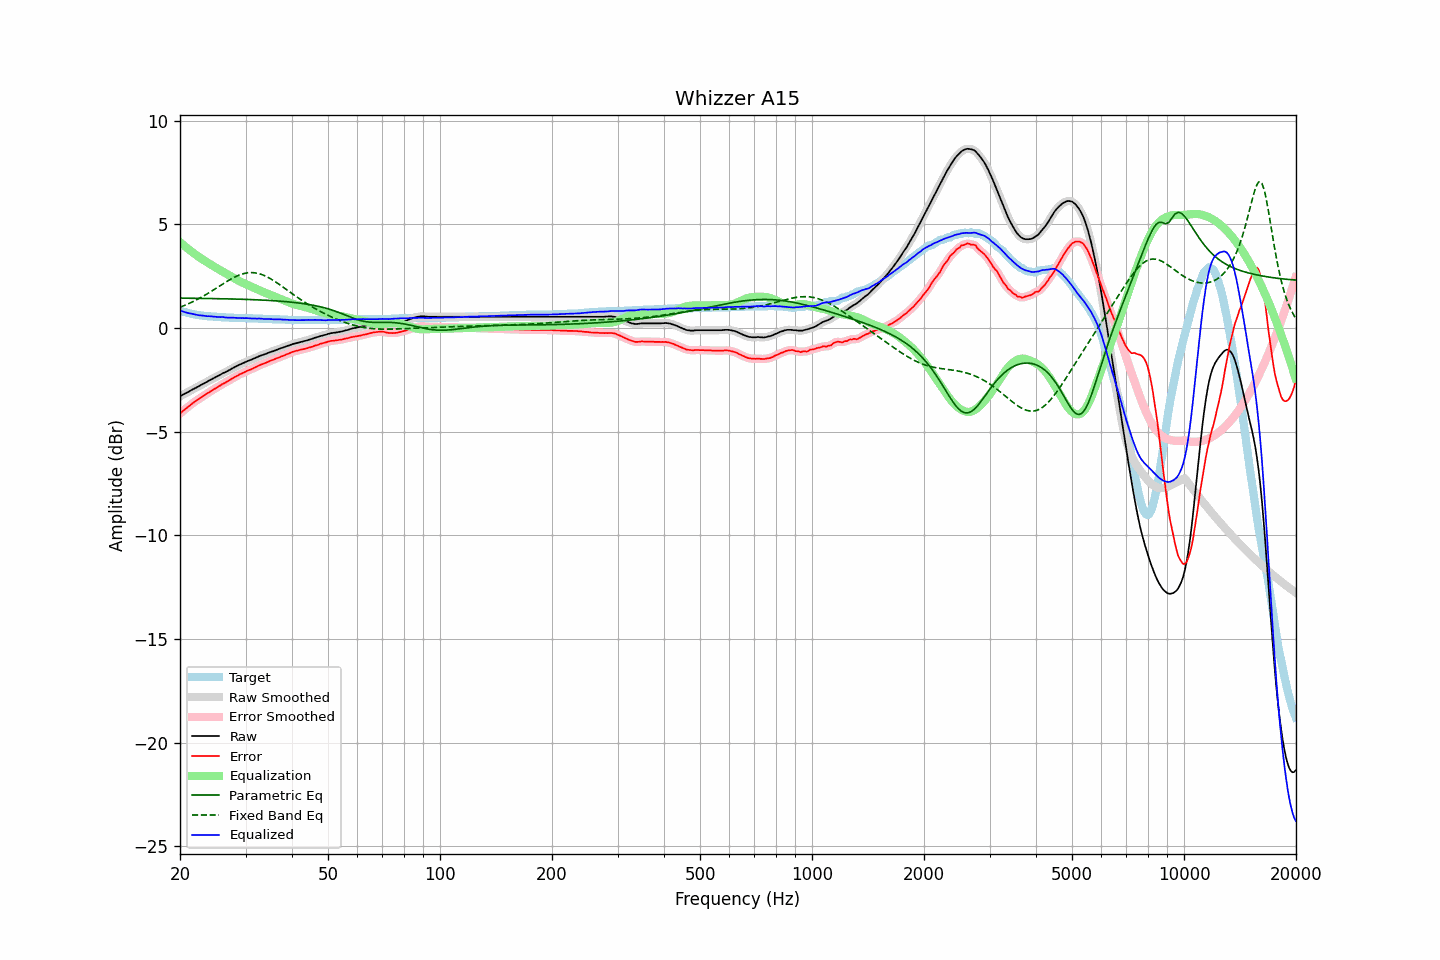 Whizzer A15
10
5
0
−5
−10
−15
−20
−25
Amplitude (dBr)
Target
Raw Smoothed
Error Smoothed
Raw
Error
Equalization
Parametric Eq
Fixed Band Eq
Equalized
20 50 100 200 500 1000 2000 5000 10000 20000
Frequency (Hz)